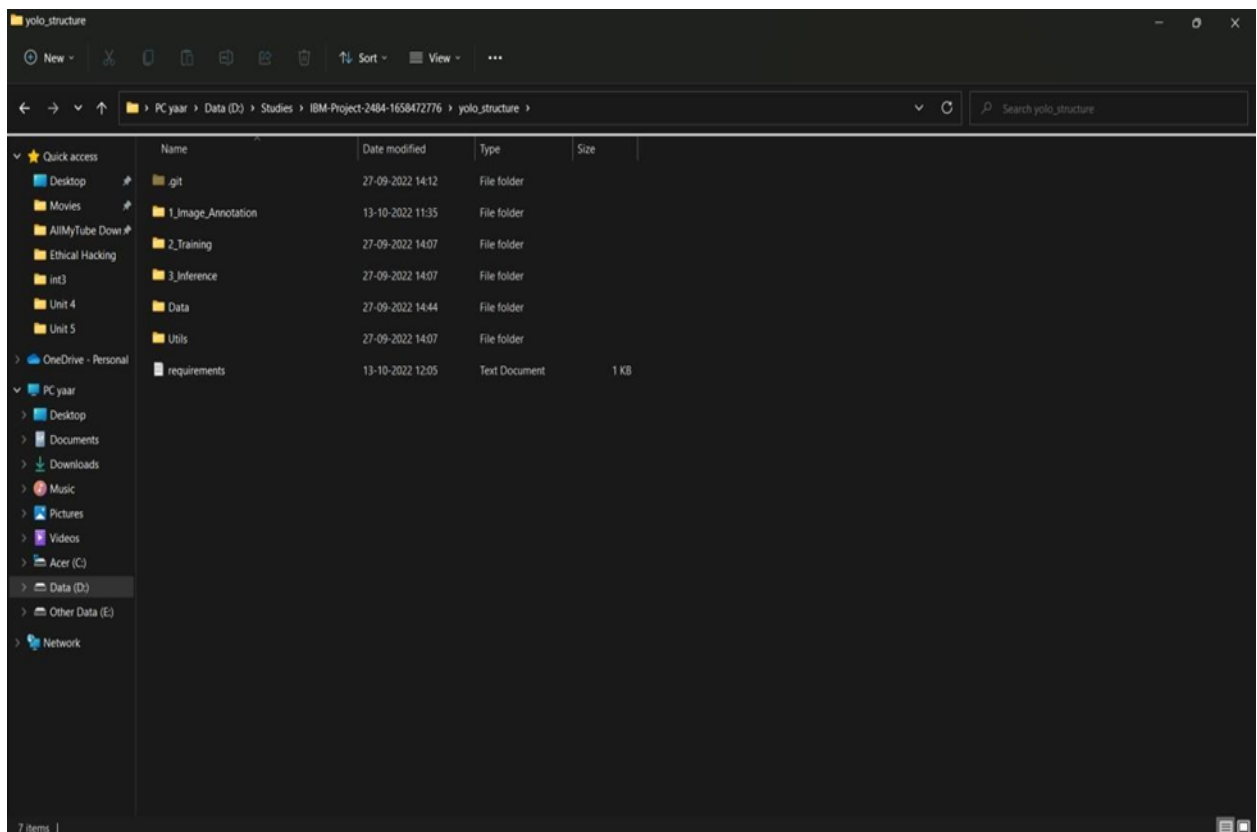 yolo_structure
New Sort View
PC yaar > Data (D:) > Studies > IBM-Project-2484-1658472776 > yolo_structure >
Search yolo_structure
Name Date modified Type Size
.git 27-09-2022 14:12 File folder
1_Image_Annotation 13-10-2022 11:35 File folder
2_Training 27-09-2022 14:07 File folder
3_Inference 27-09-2022 14:07 File folder
Data 27-09-2022 14:44 File folder
Utils 27-09-2022 14:07 File folder
requirements 13-10-2022 12:05 Text Document 1 KB
Quick access
Desktop
Movies
AllMyTube Down
Ethical Hacking
int3
Unit 4
Unit 5
OneDrive - Personal
PC yaar
Desktop
Documents
Downloads
Music
Pictures
Videos
Acer (C:)
Data (D:)
Other Data (E:)
Network
7 items